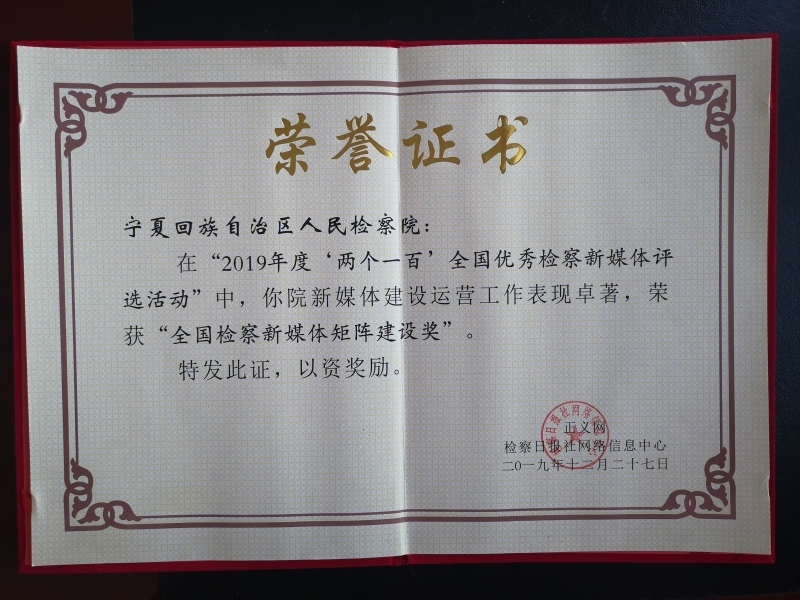 荣誉证书
宁夏回族自治区人民检察院：
在“2019年度‘两个一百’全国优秀检察新媒体评
选活动”中，你院新媒体建设运营工作表现卓著，荣
获“全国检察新媒体矩阵建设奖”。
特发此证，以资奖励。
正义网
检察日报社网络信息中心
二〇一九年十二月二十七日